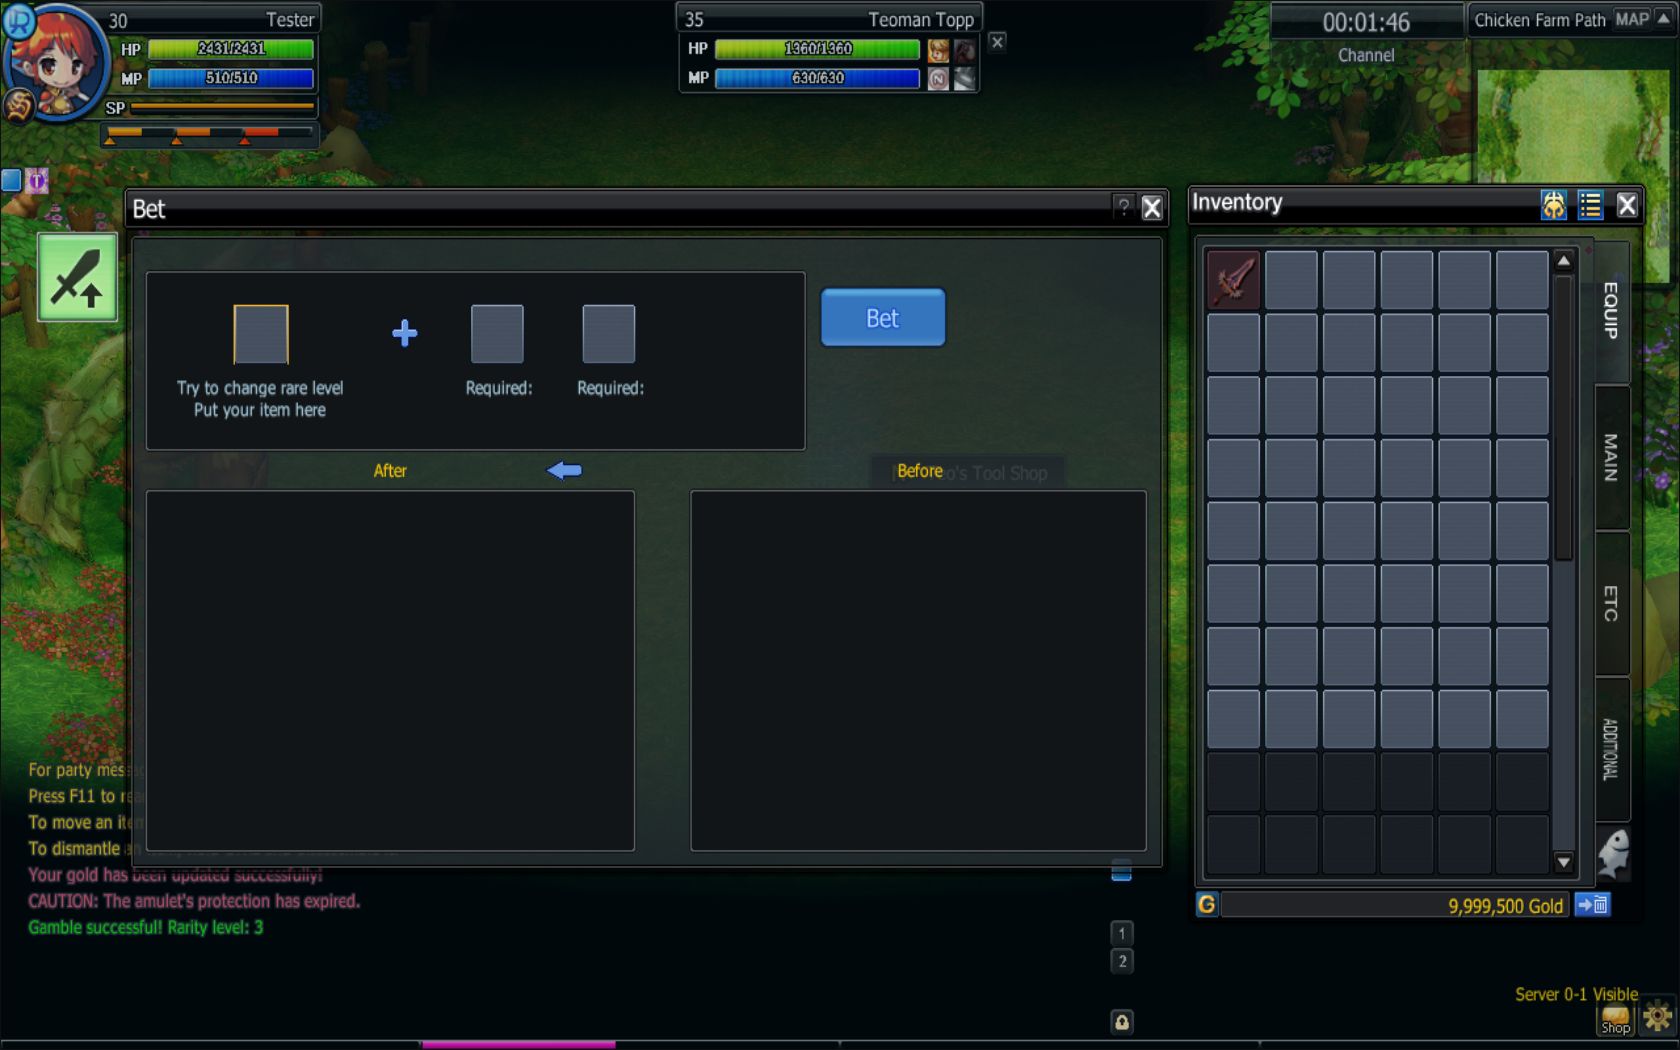 30 Tester
HP 2431/2431
MP 510/510
SP
35 Teoman Topp
HP 1360/1360
MP 630/630
00:01:46
Channel
Chicken Farm Path MAP
Bet
?
Inventory
Try to change rare level
Put your item here
Required:
Required:
Bet
After
Before
's Tool Shop
EQUIP
MAIN
ETC
ADDITIONAL
For party
Press F11 to
To move an
To dismantle
Your gold has been updated successfully!
CAUTION: The amulet's protection has expired.
Gamble successful! Rarity level: 3
G 9,999,500 Gold
1
2
Server 0-1 Visible
Shop